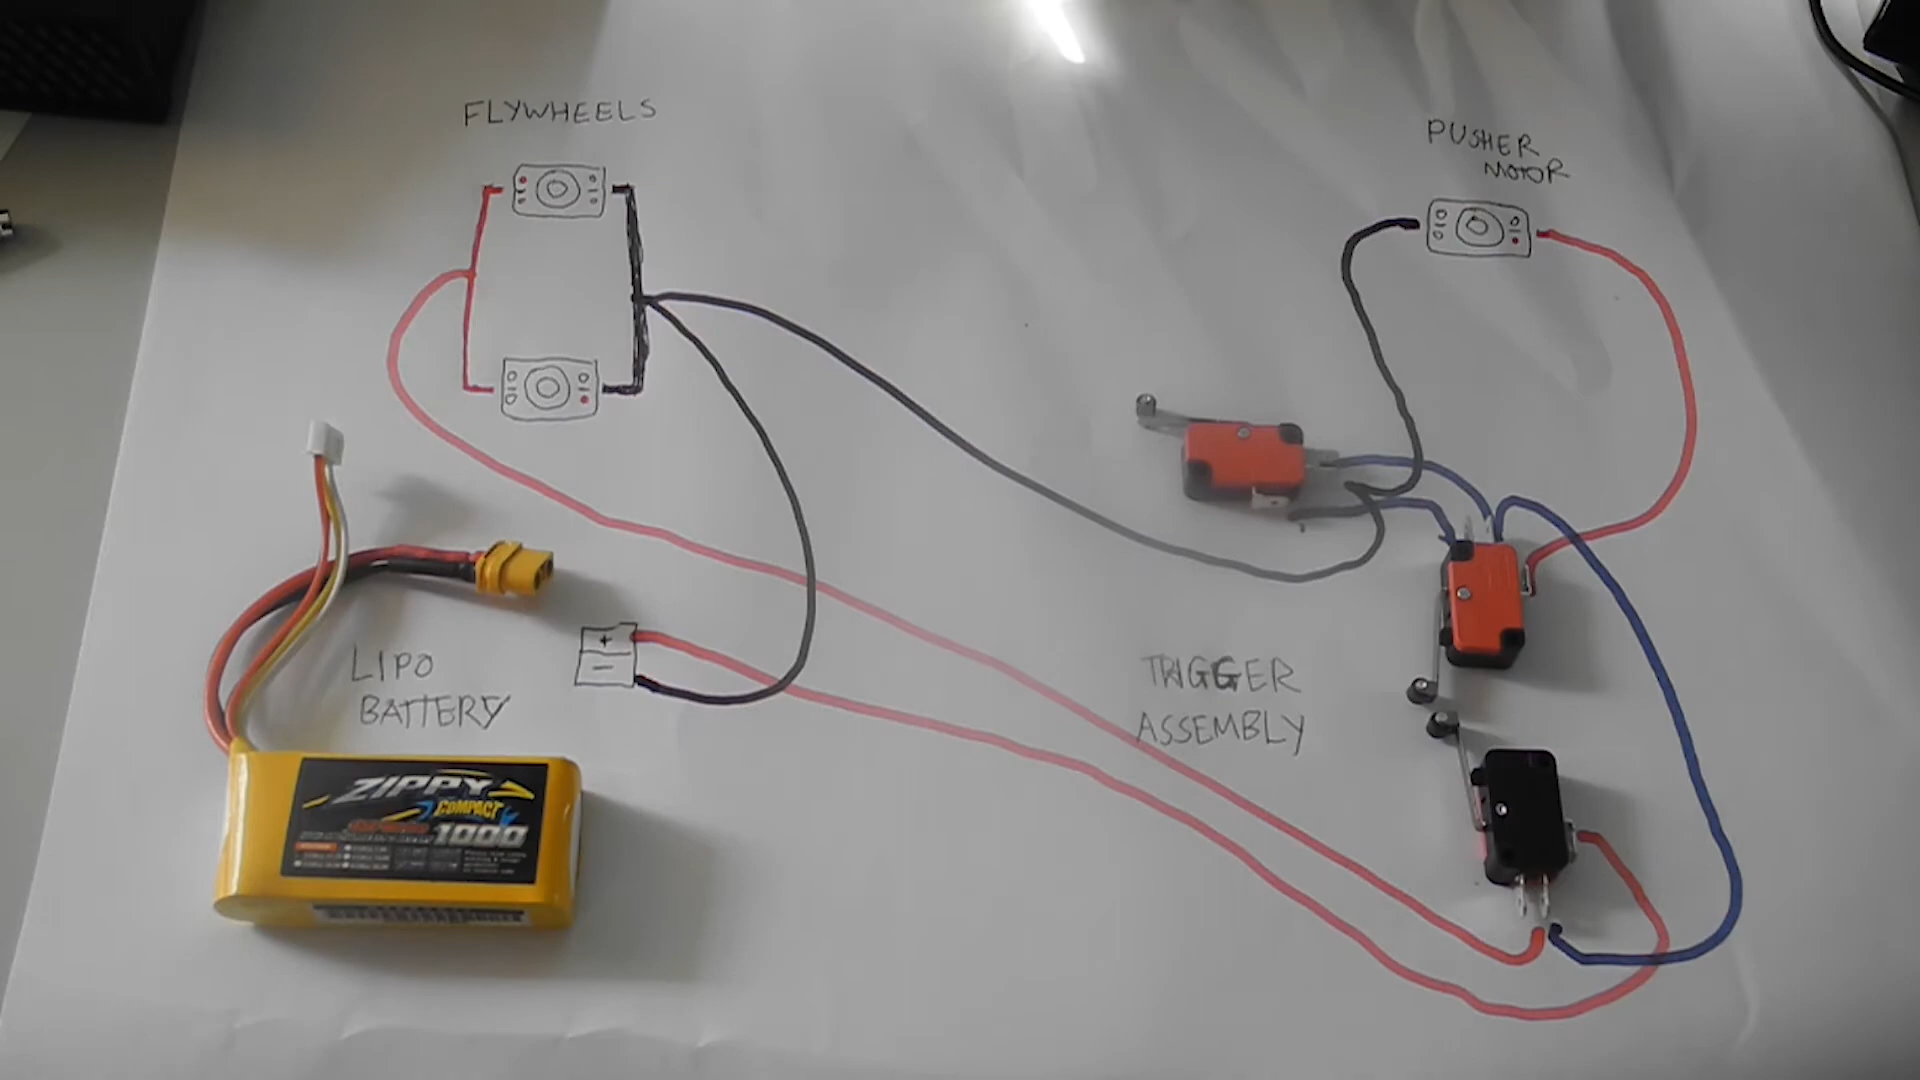 FLYWHEELS
PUSHER
MOTOR
+
−
LIPO
BATTERY
TRIGGER
ASSEMBLY
ZIPPY
COMPACT
1000